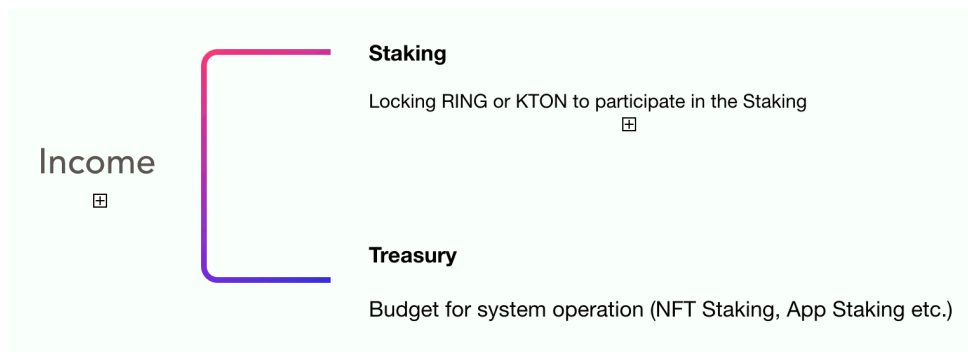 Staking
Locking RING or KTON to participate in the Staking
Income
Treasury
Budget for system operation (NFT Staking, App Staking etc.)